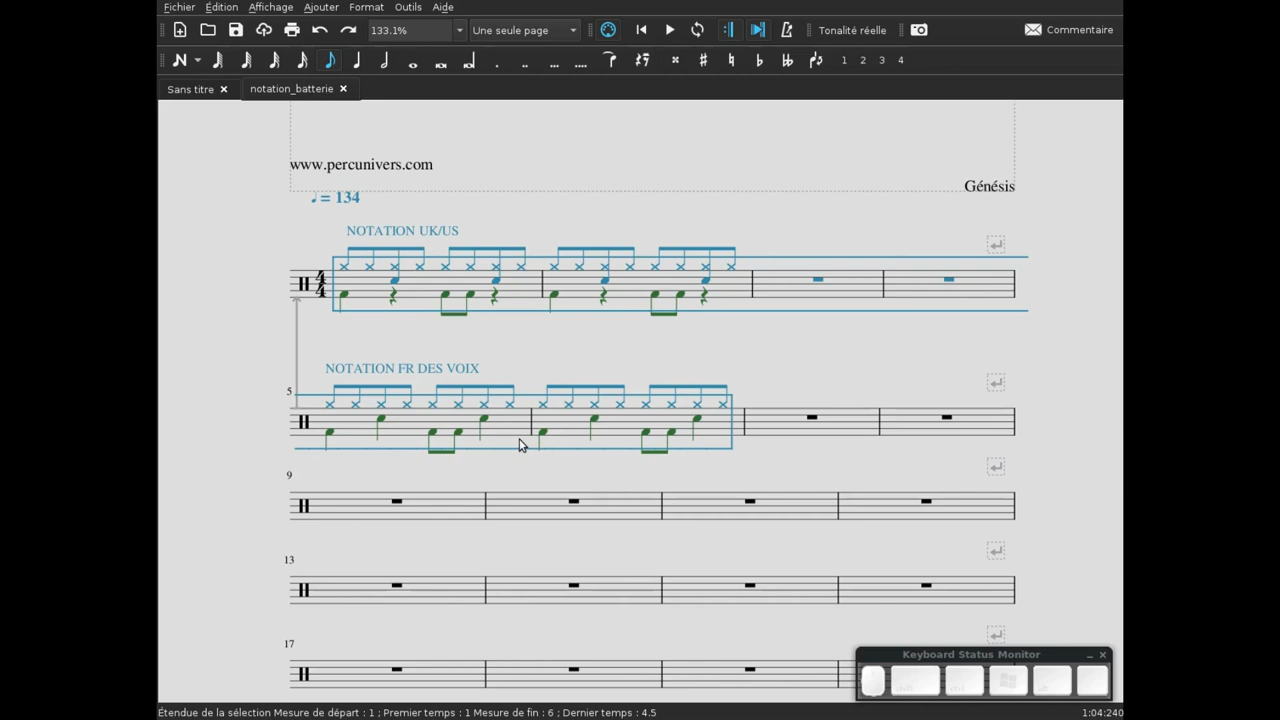 Fichier Édition Affichage Ajouter Format Outils Aide
133.1% Une seule page Tonalité réelle Commentaire
1 2 3 4
Sans titre notation_batterie
www.percunivers.com
Génésis
= 134
NOTATION UK/US
4
4
NOTATION FR DES VOIX
5
9
13
17
Keyboard Status Monitor
Étendue de la sélection Mesure de départ : 1 ; Premier temps : 1 Mesure de fin : 6 ; Dernier temps : 4.5 1:04:240